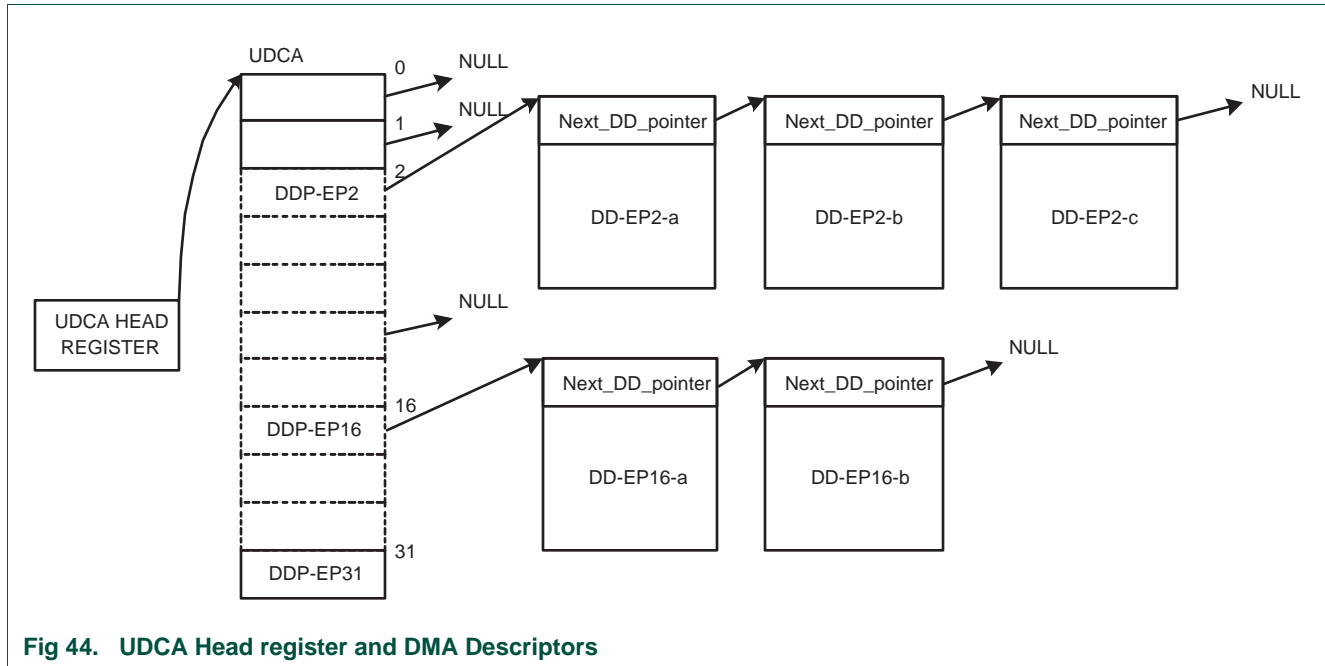 UDCA
0
NULL
NULL
1
2
NULL
Next_DD_pointer
Next_DD_pointer
Next_DD_pointer
DDP-EP2
DD-EP2-a
DD-EP2-b
DD-EP2-c
NULL
UDCA HEAD
REGISTER
NULL
Next_DD_pointer
Next_DD_pointer
16
DDP-EP16
DD-EP16-a
DD-EP16-b
31
DDP-EP31
Fig 44. UDCA Head register and DMA Descriptors